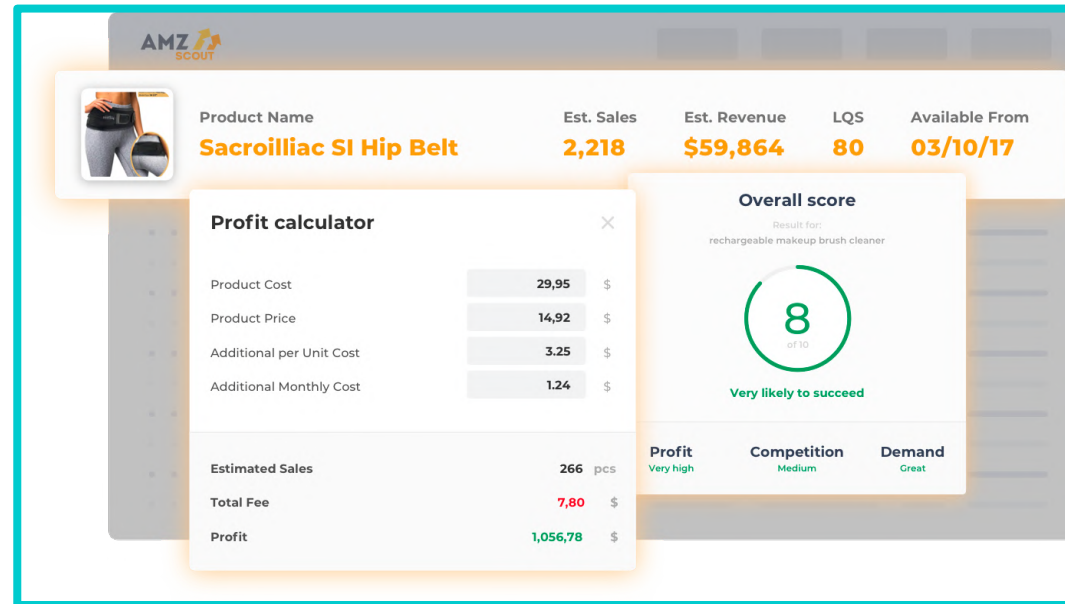 AMZ
SCOUT
Product Name
Sacroilliac SI Hip Belt
Est. Sales
2,218
Est. Revenue
$59,864
LQS
80
Available From
03/10/17
Profit calculator
Product Cost 29,95 $
Product Price 14,92 $
Additional per Unit Cost 3.25 $
Additional Monthly Cost 1.24 $
Estimated Sales 266 pcs
Total Fee 7,80 $
Profit 1,056,78 $
Overall score
Result for:
rechargeable makeup brush cleaner
8
of 10
Very likely to succeed
Profit
Very high
Competition
Medium
Demand
Great